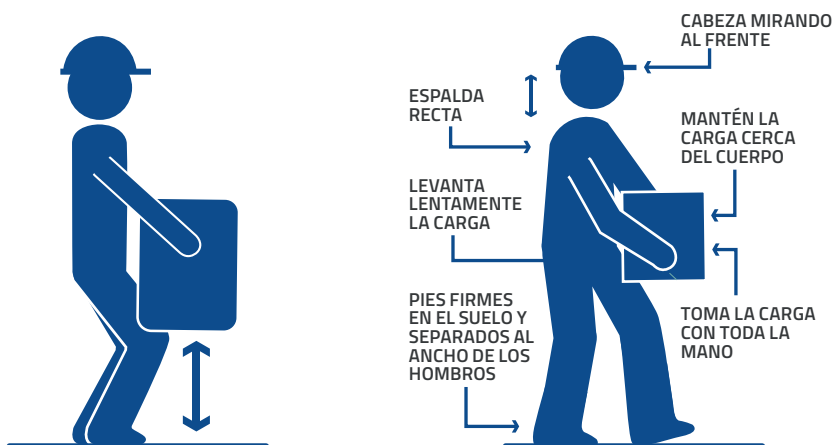 CABEZA MIRANDO
AL FRENTE
ESPALDA
RECTA
MANTÉN LA
CARGA CERCA
DEL CUERPO
LEVANTA
LENTAMENTE
LA CARGA
PIES FIRMES
EN EL SUELO Y
SEPARADOS AL
ANCHO DE LOS
HOMBROS
TOMA LA CARGA
CON TODA LA
MANO